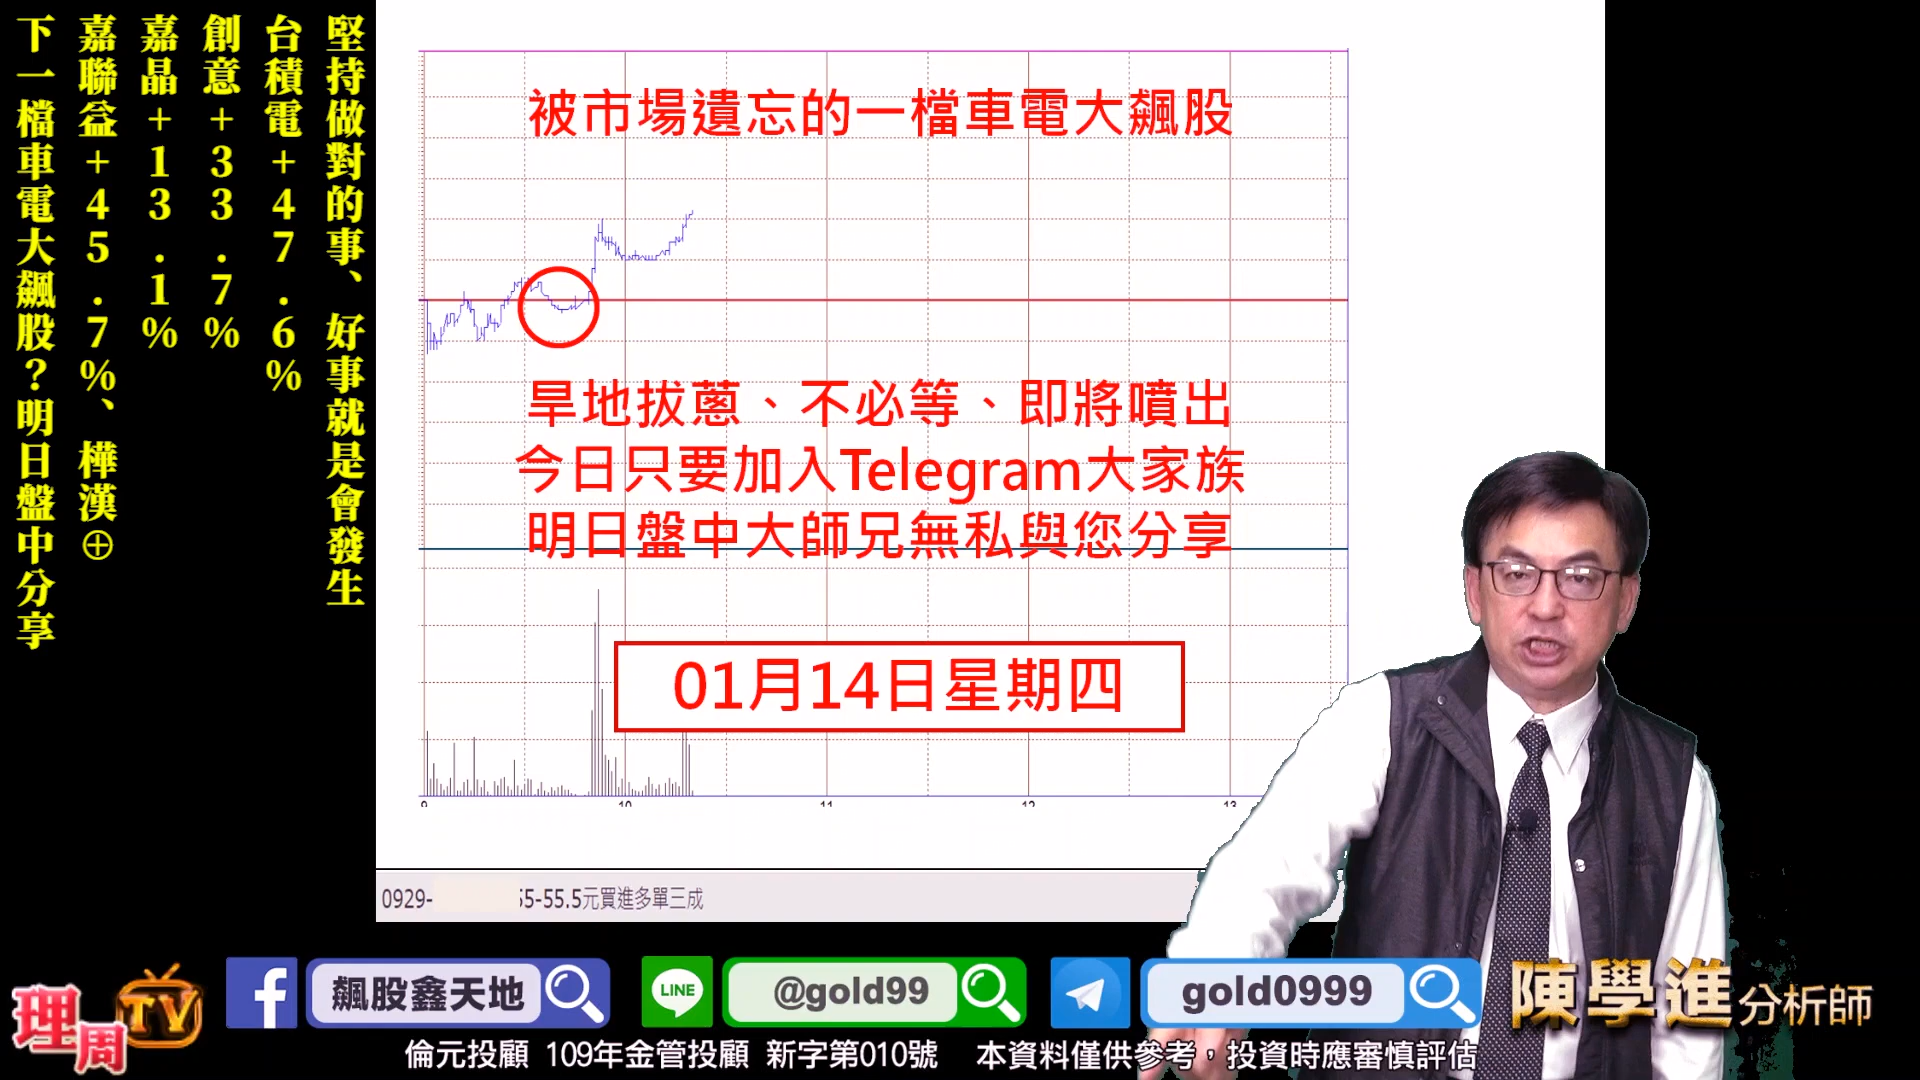 堅持做對的事、好事就是會發生
台積電+47.6%
創意+33.7%
嘉晶+13.1%
嘉聯益+45.7%、樺漢⊕
下一檔車電大飆股?明日盤中分享
被市場遺忘的一檔車電大飆股
旱地拔蔥、不必等、即將噴出
今日只要加入Telegram大家族
明日盤中大師兄無私與您分享
01月14日星期四
9 10 11 12 13
0929- 55-55.5元買進多單三成
理周TV
飆股鑫天地
LINE
@gold99
gold0999
陳學進分析師
倫元投顧 109年金管投顧 新字第010號 本資料僅供參考,投資時應審慎評估